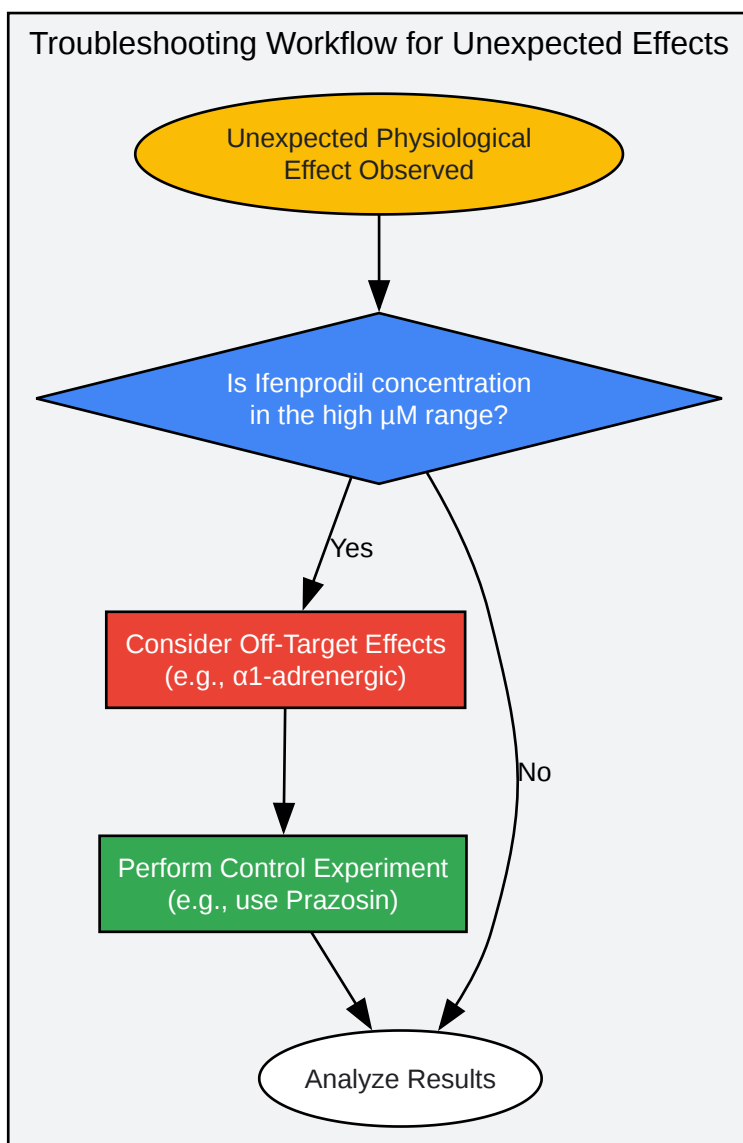 Troubleshooting Workflow for Unexpected Effects
Unexpected Physiological
Effect Observed
Is Ifenprodil concentration
in the high µM range?
Yes
Consider Off-Target Effects
(e.g., α1-adrenergic)
No
Perform Control Experiment
(e.g., use Prazosin)
Analyze Results